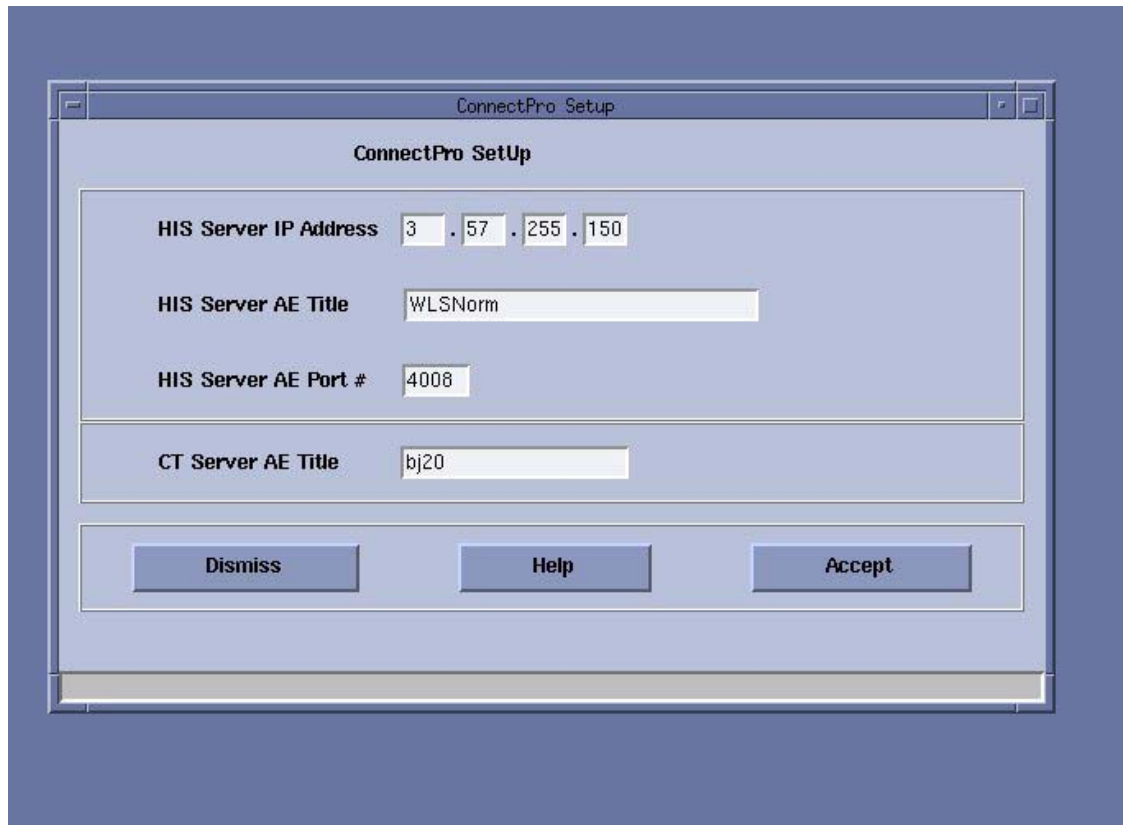 ConnectPro Setup
ConnectPro SetUp
HIS Server IP Address 3 . 57 . 255 . 150
HIS Server AE Title WLSNorm
HIS Server AE Port # 4008
CT Server AE Title bj20
Dismiss Help Accept